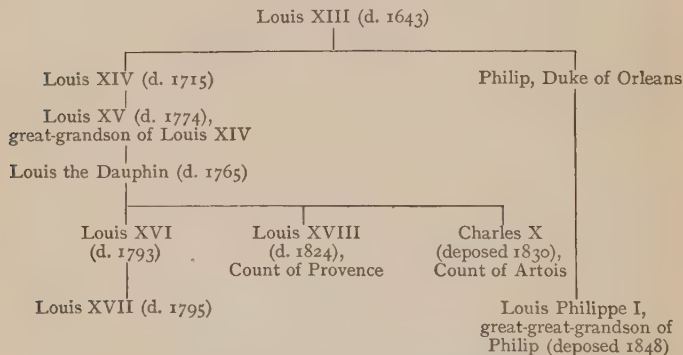 Louis XIII (d. 1643)
Louis XIV (d. 1715)
Philip, Duke of Orleans
Louis XV (d. 1774),
great-grandson of Louis XIV
Louis the Dauphin (d. 1765)
Louis XVI
(d. 1793)
Louis XVIII
(d. 1824),
Count of Provence
Charles X
(deposed 1830),
Count of Artois
Louis XVII (d. 1795)
Louis Philippe I,
great-great-grandson of
Philip (deposed 1848)